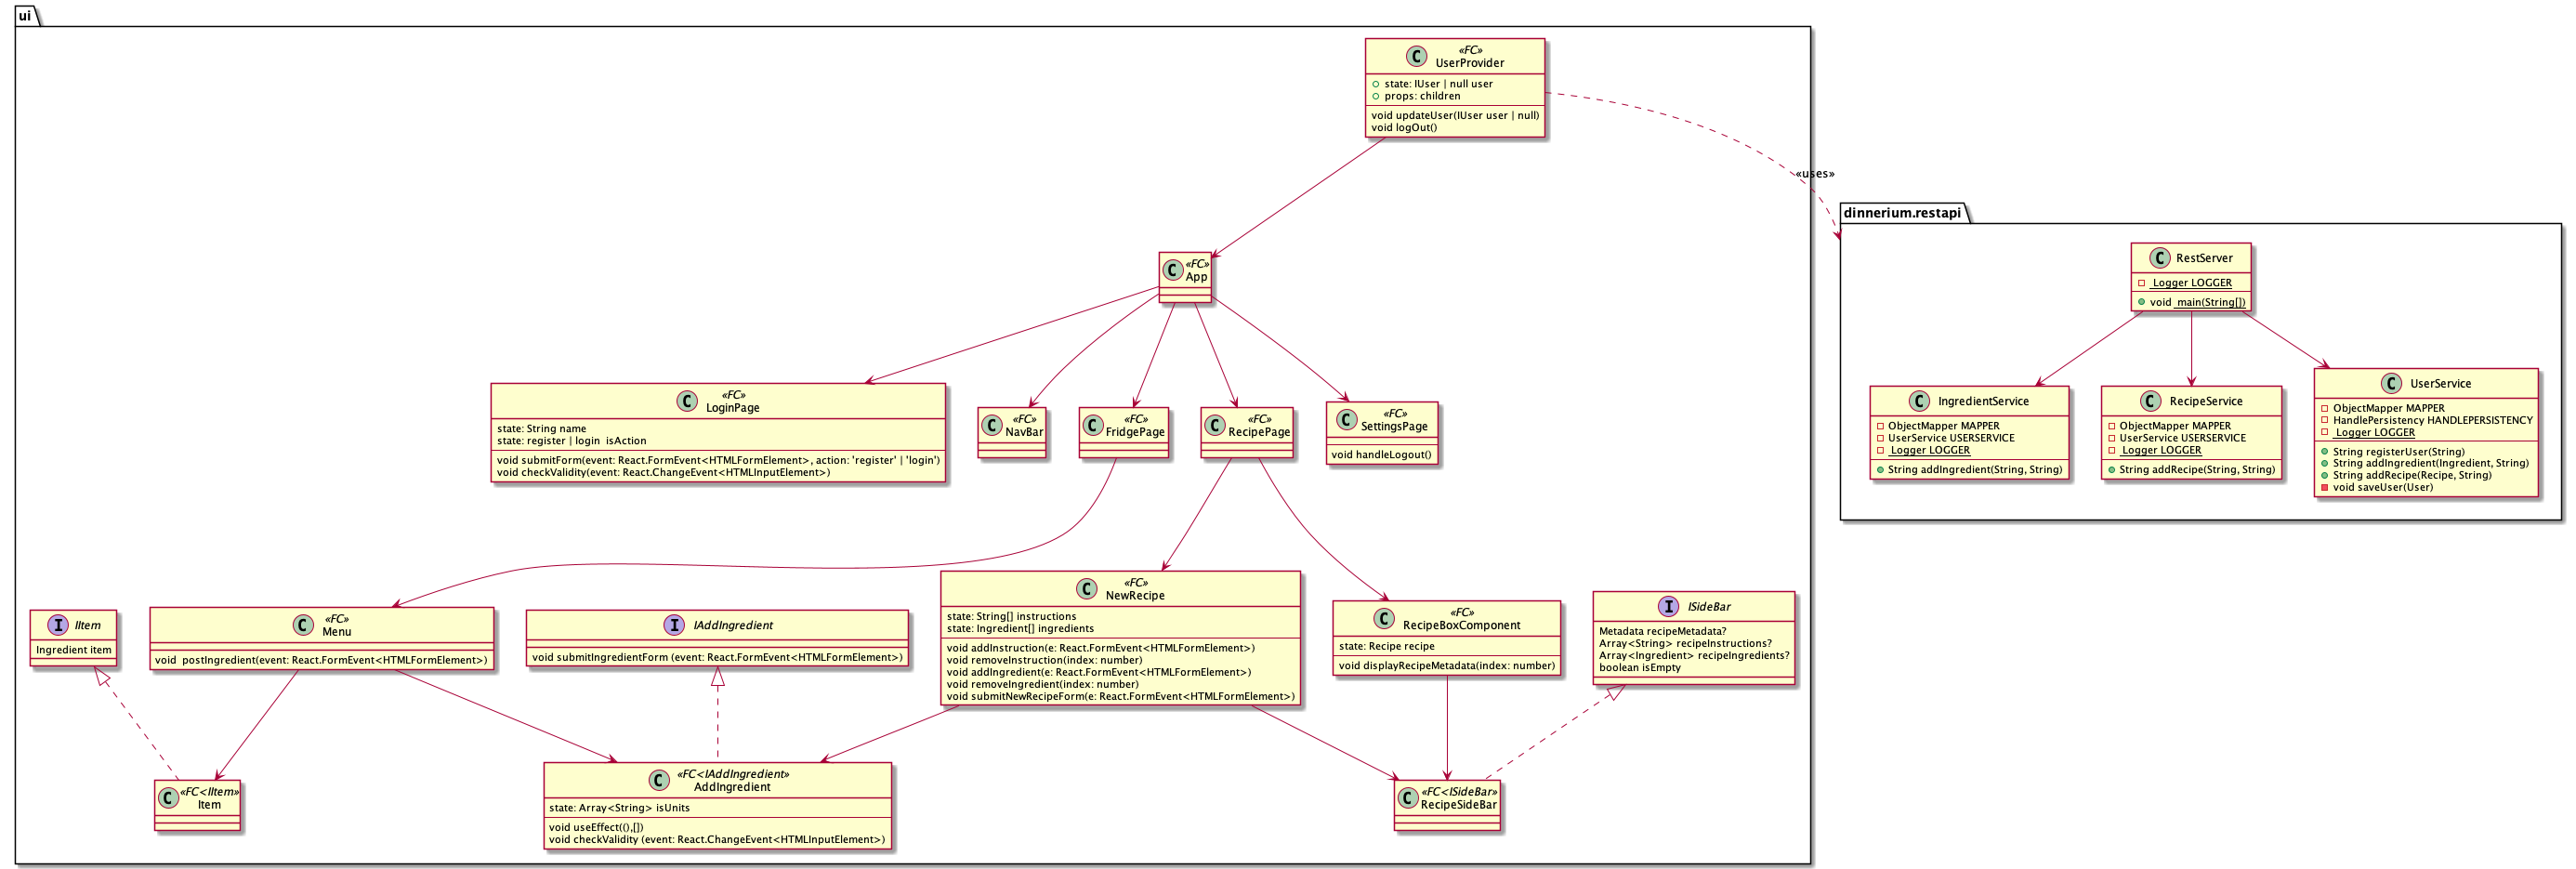 ui
«FC»
UserProvider
state: IUser | null user
props: children
void updateUser(IUser user | null)
void logOut()
«uses»
dinnerium.restapi
RestServer
Logger LOGGER
void main(String[])
«FC»
App
«FC»
LoginPage
state: String name
state: register | login  isAction
void submitForm(event: React.FormEvent<HTMLFormElement>, action: 'register' | 'login')
void checkValidity(event: React.ChangeEvent<HTMLInputElement>)
«FC»
NavBar
«FC»
FridgePage
«FC»
RecipePage
«FC»
SettingsPage
void handleLogout()
IngredientService
ObjectMapper MAPPER
UserService USERSERVICE
Logger LOGGER
String addIngredient(String, String)
RecipeService
ObjectMapper MAPPER
UserService USERSERVICE
Logger LOGGER
String addRecipe(String, String)
UserService
ObjectMapper MAPPER
HandlePersistency HANDLEPERSISTENCY
Logger LOGGER
String registerUser(String)
String addIngredient(Ingredient, String)
String addRecipe(Recipe, String)
void saveUser(User)
IItem
Ingredient item
«FC»
Menu
void  postIngredient(event: React.FormEvent<HTMLFormElement>)
IAddIngredient
void submitIngredientForm (event: React.FormEvent<HTMLFormElement>)
«FC»
NewRecipe
state: String[] instructions
state: Ingredient[] ingredients
void addInstruction(e: React.FormEvent<HTMLFormElement>)
void removeInstruction(index: number)
void addIngredient(e: React.FormEvent<HTMLFormElement>)
void removeIngredient(index: number)
void submitNewRecipeForm(e: React.FormEvent<HTMLFormElement>)
«FC»
RecipeBoxComponent
state: Recipe recipe
void displayRecipeMetadata(index: number)
ISideBar
Metadata recipeMetadata?
Array<String> recipeInstructions?
Array<Ingredient> recipeIngredients?
boolean isEmpty
«FC<IItem»
Item
«FC<IAddIngredient»
AddIngredient
state: Array<String> isUnits
void useEffect((),[])
void checkValidity (event: React.ChangeEvent<HTMLInputElement>)
«FC<ISideBar»
RecipeSideBar